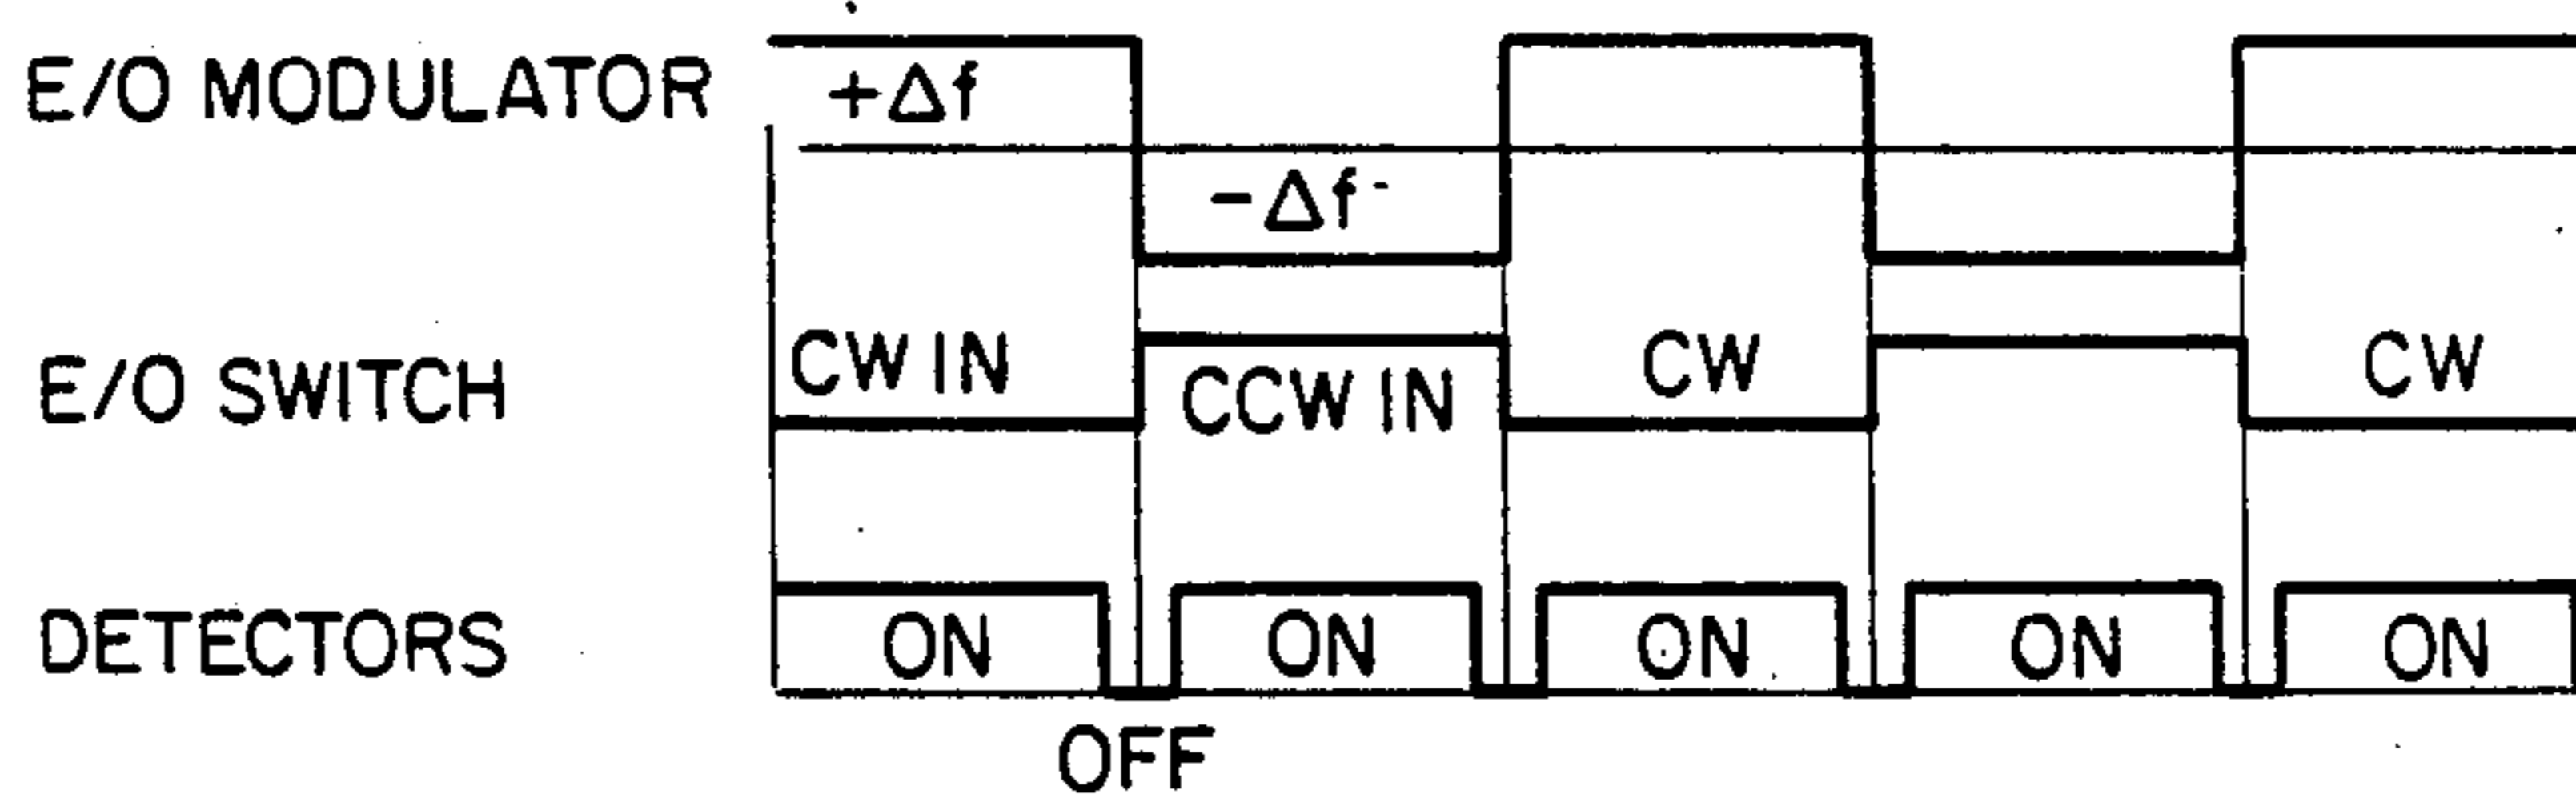 E/O MODULATOR
+Δf
-Δf
E/O SWITCH
CW IN
CCW IN
CW
CW
DETECTORS
ON
ON
ON
ON
ON
OFF